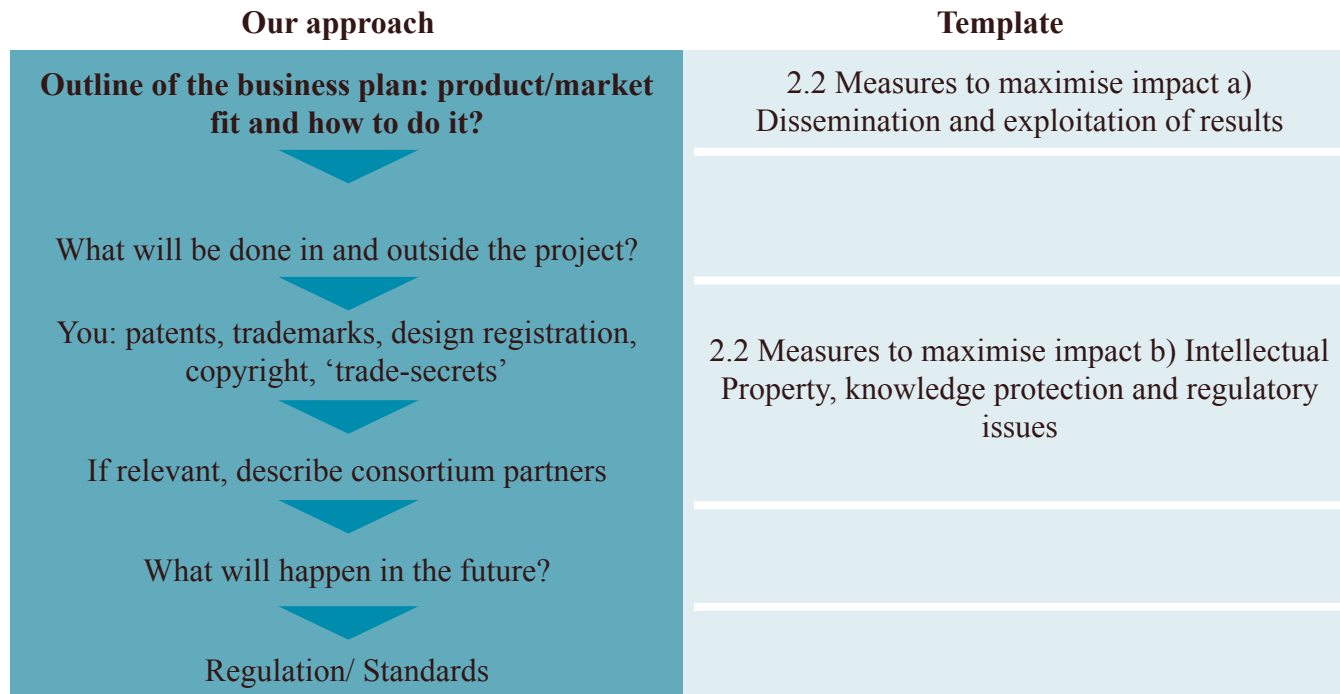 Our approach
Template
Outline of the business plan: product/market
fit and how to do it?
2.2 Measures to maximise impact a)
Dissemination and exploitation of results
What will be done in and outside the project?
You: patents, trademarks, design registration,
copyright, ‘trade-secrets’
2.2 Measures to maximise impact b) Intellectual
Property, knowledge protection and regulatory
issues
If relevant, describe consortium partners
What will happen in the future?
Regulation/ Standards